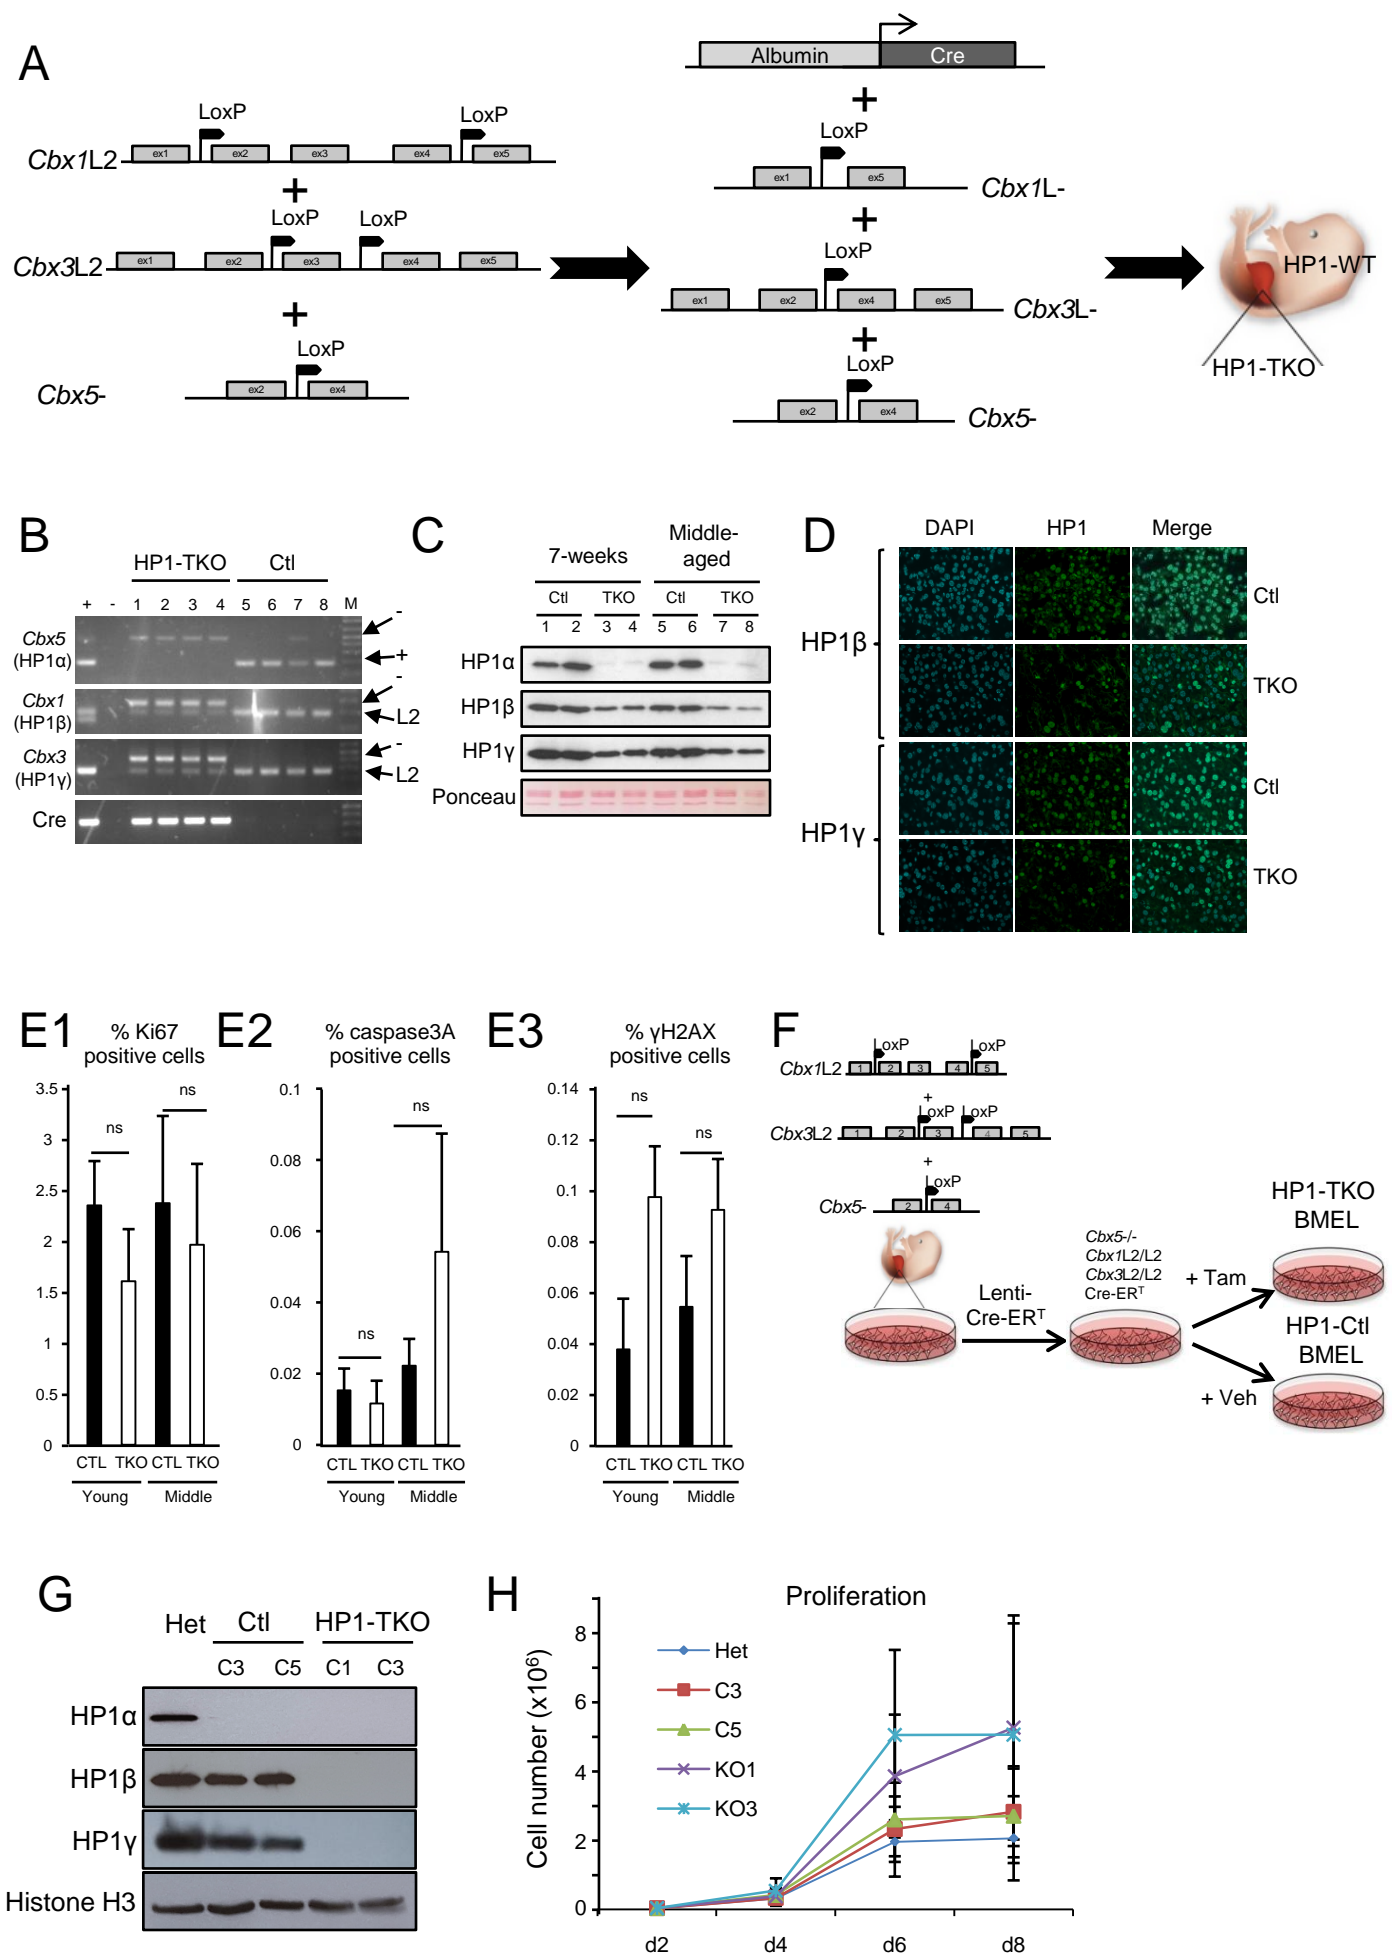 A
LoxP
LoxP
Cbx1L2
ex1
ex2
ex3
ex4
ex5
+
LoxP
LoxP
Cbx3L2
ex1
ex2
ex3
ex4
ex5
+
LoxP
Cbx5-
ex2
ex4
Albumin
Cre
+
LoxP
ex1
ex5
Cbx1L-
+
LoxP
ex1
ex2
ex4
ex5
Cbx3L-
+
LoxP
ex2
ex4
Cbx5-
HP1-WT
HP1-TKO
B
HP1-TKO Ctl
+ - 1 2 3 4 5 6 7 8 M
Cbx5
(HP1α)
-
+
Cbx1
(HP1β)
-
L2
Cbx3
(HP1γ)
-
L2
Cre
C
7-weeks
Middle-
aged
Ctl TKO Ctl TKO
1 2 3 4 5 6 7 8
HP1α
HP1β
HP1γ
Ponceau
D
DAPI HP1 Merge
HP1β
Ctl
TKO
HP1γ
Ctl
TKO
E1
% Ki67
positive cells
3.5
3
2.5
2
1.5
1
0.5
0
ns
ns
CTL TKO CTL TKO
Young Middle
E2
% caspase3A
positive cells
0.1
0.08
0.06
0.04
0.02
0
ns
ns
CTL TKO CTL TKO
Young Middle
E3
% γH2AX
positive cells
0.14
0.12
0.1
0.08
0.06
0.04
0.02
0
ns
ns
CTL TKO CTL TKO
Young Middle
F
LoxP
LoxP
Cbx1L2
1 2 3 4 5
+
LoxP
LoxP
Cbx3L2
1 2 3 4 5
+
LoxP
Cbx5-
2 4
Lenti-
Cre-ERT
Cbx5-/-
Cbx1L2/L2
Cbx3L2/L2
Cre-ERT
+ Tam
HP1-TKO
BMEL
+ Veh
HP1-Ctl
BMEL
G
Het Ctl HP1-TKO
C3 C5 C1 C3
HP1α
HP1β
HP1γ
Histone H3
H
Proliferation
Cell number (x10⁶)
8
6
4
2
0
Het
C3
C5
KO1
KO3
d2 d4 d6 d8